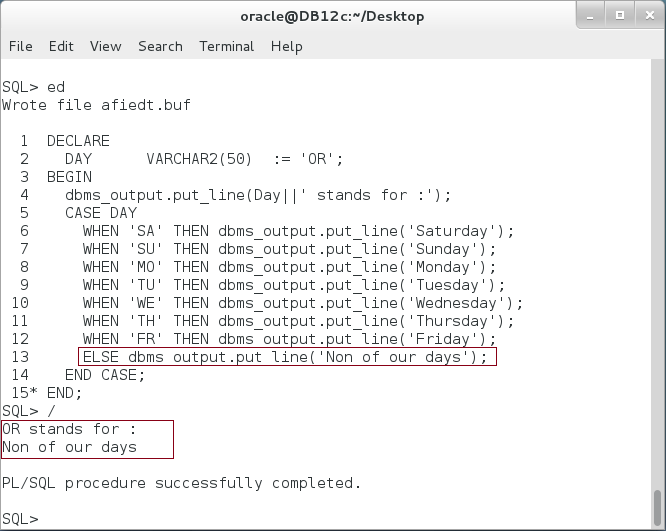 oracle@DB12c:~/Desktop
File Edit View Search Terminal Help
SQL> ed
Wrote file afiedt.buf
1 DECLARE
2 DAY VARCHAR2(50) := 'OR';
3 BEGIN
4 dbms_output.put_line(Day||' stands for :');
5 CASE DAY
6 WHEN 'SA' THEN dbms_output.put_line('Saturday');
7 WHEN 'SU' THEN dbms_output.put_line('Sunday');
8 WHEN 'MO' THEN dbms_output.put_line('Monday');
9 WHEN 'TU' THEN dbms_output.put_line('Tuesday');
10 WHEN 'WE' THEN dbms_output.put_line('Wednesday');
11 WHEN 'TH' THEN dbms_output.put_line('Thursday');
12 WHEN 'FR' THEN dbms_output.put_line('Friday');
13 ELSE dbms_output.put_line('Non of our days');
14 END CASE;
15* END;
SQL> /
OR stands for :
Non of our days
PL/SQL procedure successfully completed.
SQL>